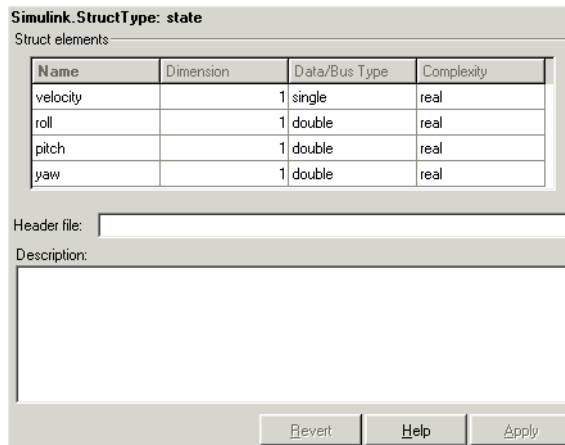 Simulink.StructType: state
Struct elements
Name Dimension Data/Bus Type Complexity
velocity 1 single real
roll 1 double real
pitch 1 double real
yaw 1 double real
Header file:
Description:
Revert Help Apply